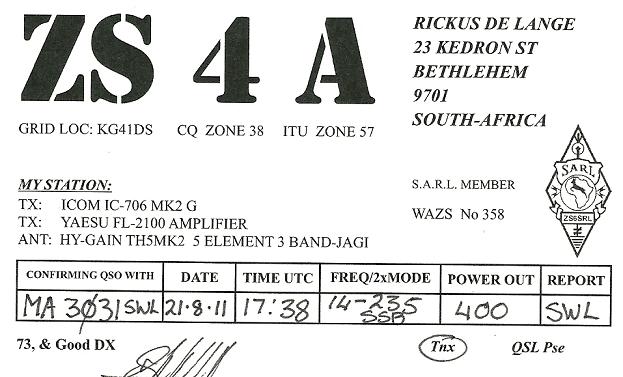 ZS 4 A
GRID LOC: KG41DS CQ ZONE 38 ITU ZONE 57
RICKUS DE LANGE
23 KEDRON ST
BETHLEHEM
9701
SOUTH-AFRICA
S.A.R.L. MEMBER
WAZS No 358
S.A.R.L.
ZS6SRL
MY STATION:
TX: ICOM IC-706 MK2 G
TX: YAESU FL-2100 AMPLIFIER
ANT: HY-GAIN TH5MK2 5 ELEMENT 3 BAND-JAGI
CONFIRMING QSO WITH DATE TIME UTC FREQ/2xMODE POWER OUT REPORT
MA 3031 SWL 21·8·11 17:38 14-235 SSB 400 SWL
73, & Good DX Tnx QSL Pse